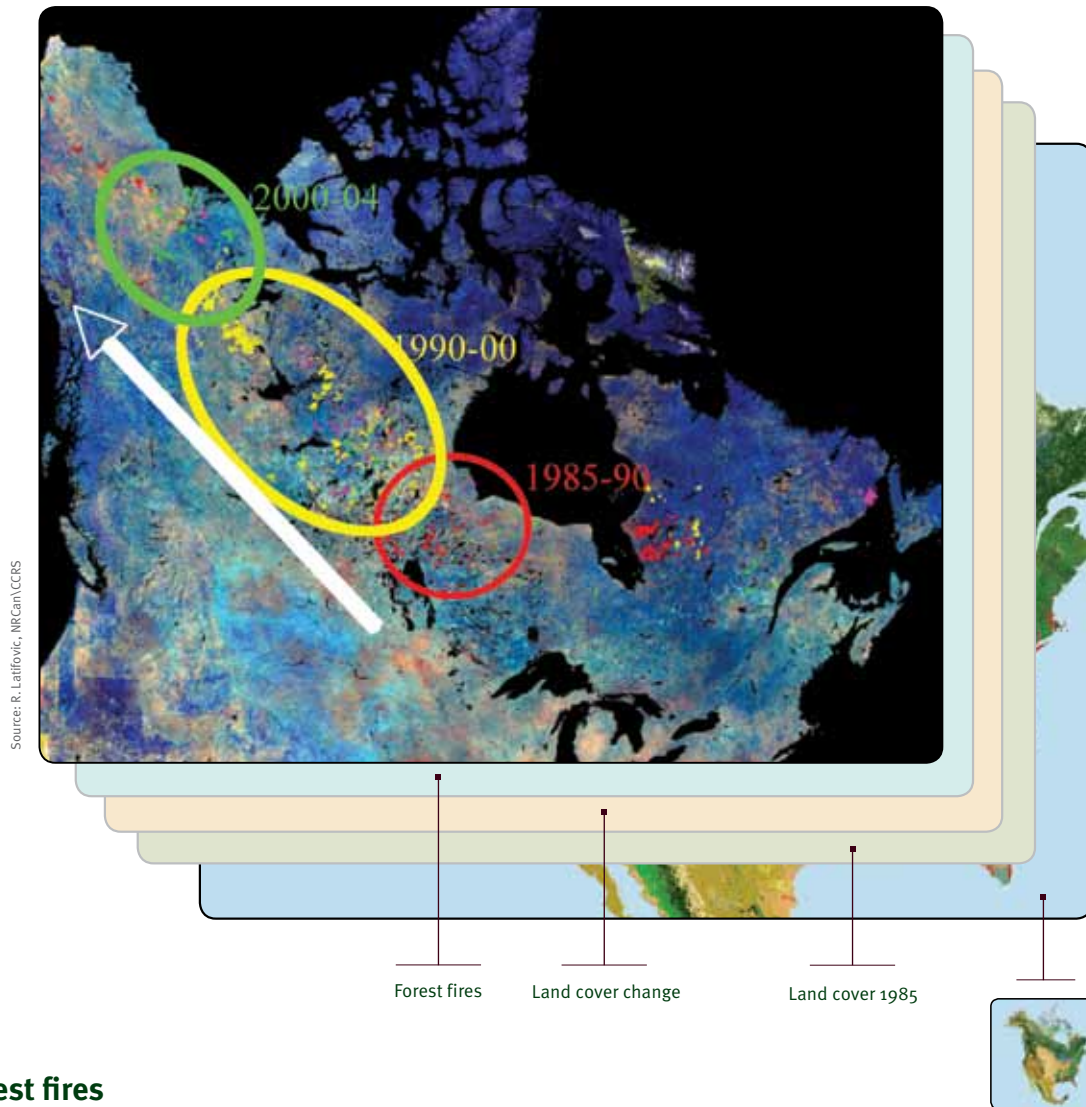 2000-04
1990-00
1985-90
Source: R. Latifovic, NRCan\CCRS
Forest fires
Land cover change
Land cover 1985
est fires